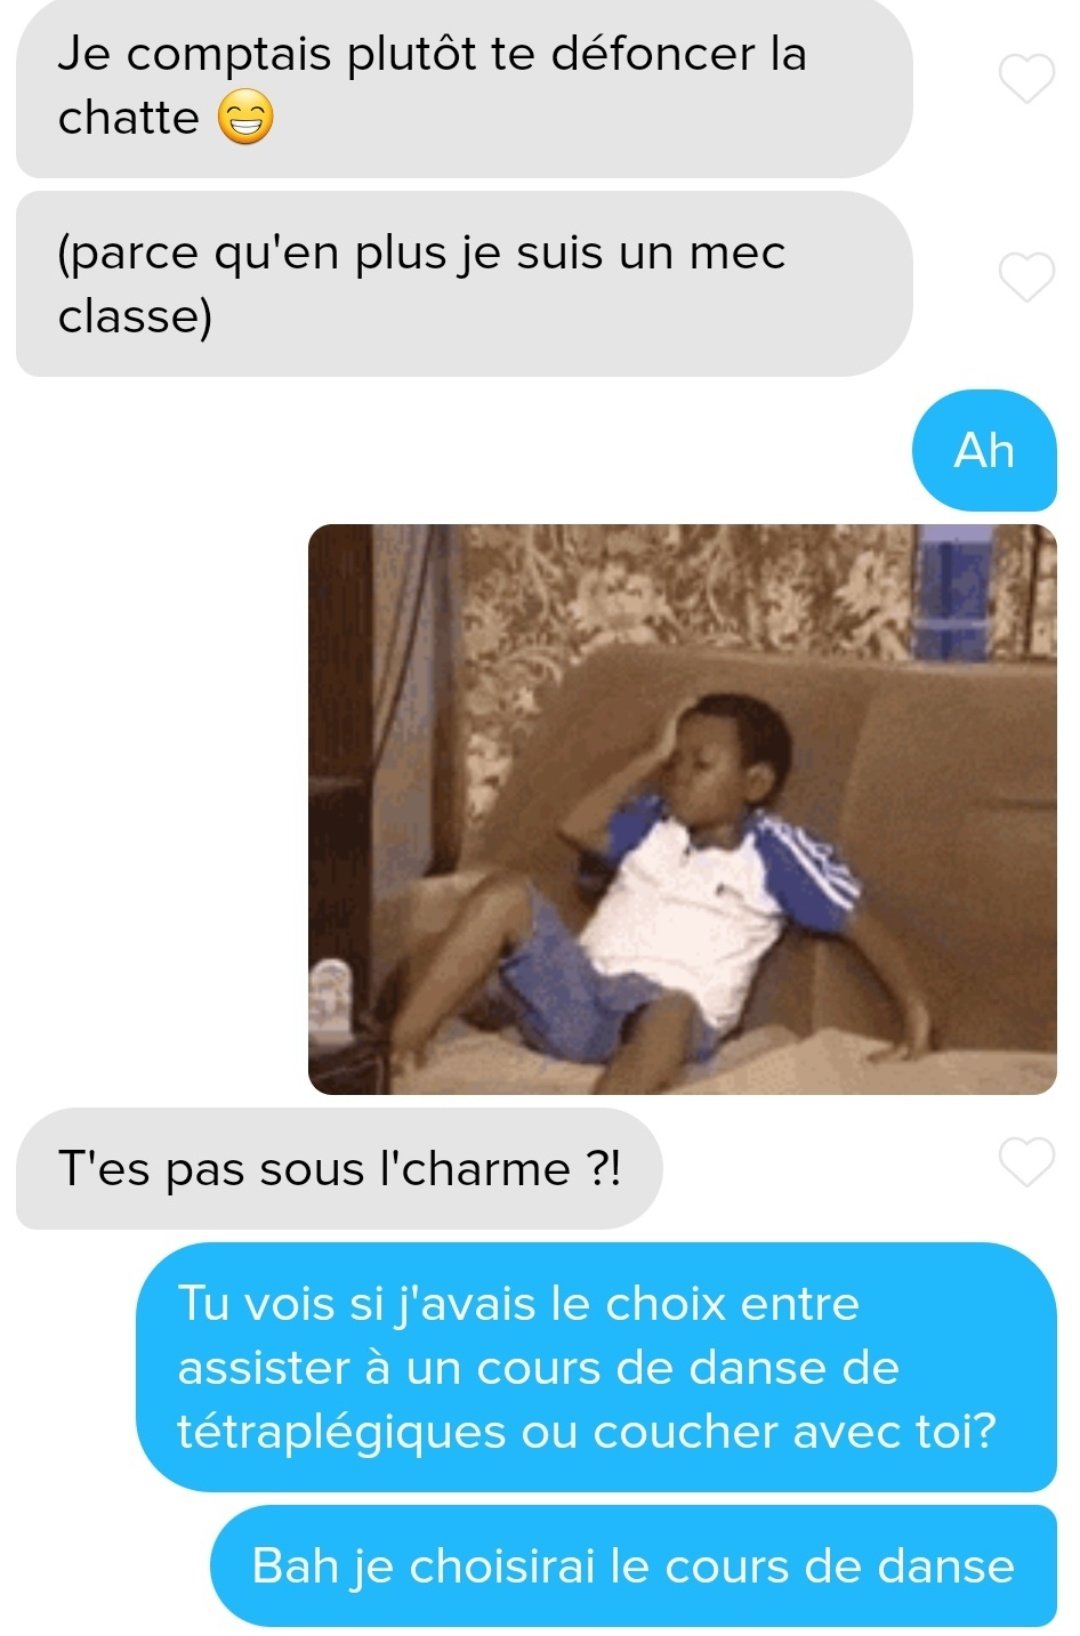 Je comptais plutôt te défoncer la
chatte 😁
(parce qu'en plus je suis un mec
classe)
Ah
T'es pas sous l'charme ?!
Tu vois si j'avais le choix entre
assister à un cours de danse de
tétraplégiques ou coucher avec toi?
Bah je choisirai le cours de danse